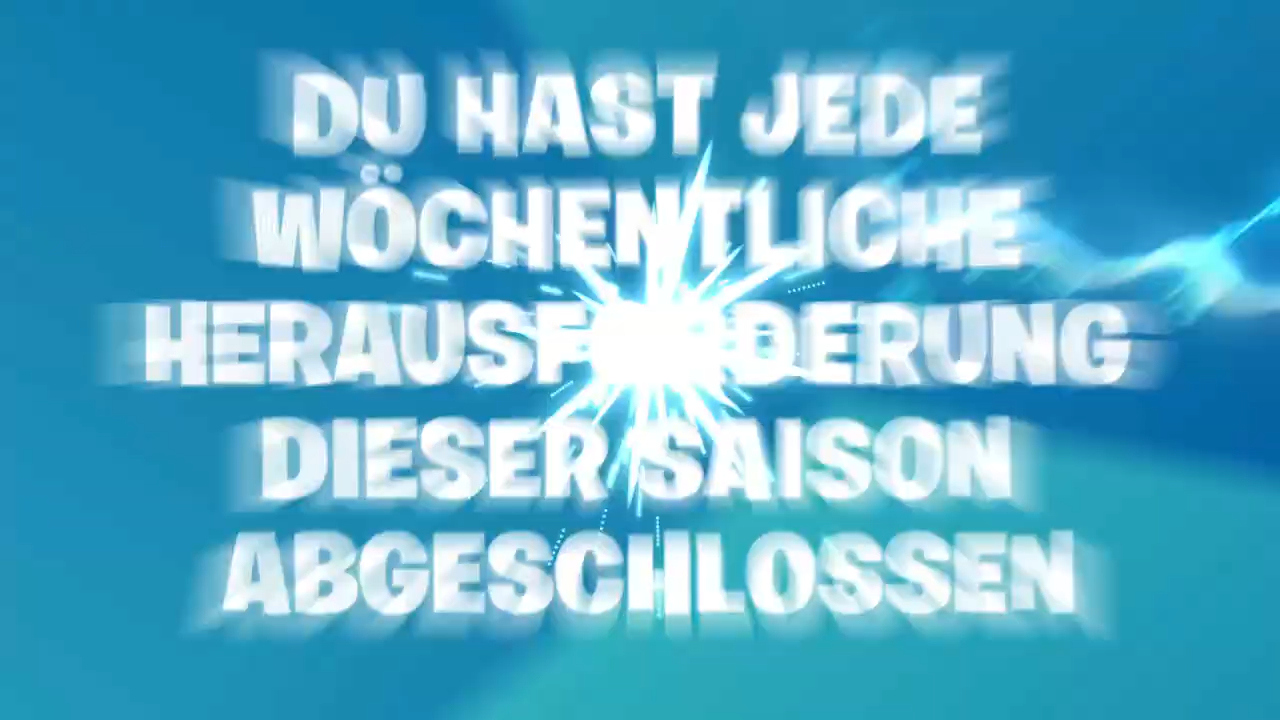 DU HAST JEDE
WÖCHENTLICHE
HERAUSFORDERUNG
DIESER SAISON
ABGESCHLOSSEN